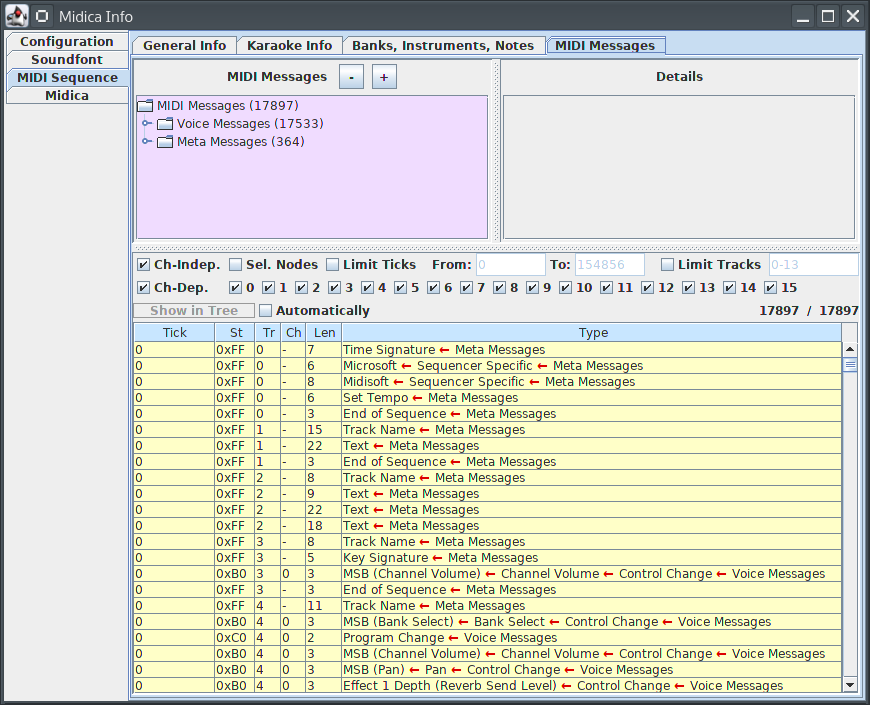 Midica Info
Configuration
Soundfont
MIDI Sequence
Midica
General Info Karaoke Info Banks, Instruments, Notes MIDI Messages
MIDI Messages - + Details
MIDI Messages (17897)
Voice Messages (17533)
Meta Messages (364)
Ch-Indep. Sel. Nodes Limit Ticks From: 0 To: 154856 Limit Tracks 0-13
Ch-Dep. 0 1 2 3 4 5 6 7 8 9 10 11 12 13 14 15
Show in Tree Automatically 17897 / 17897
Tick St Tr Ch Len Type
0 0xFF 0 - 7 Time Signature ← Meta Messages
0 0xFF 0 - 6 Microsoft ← Sequencer Specific ← Meta Messages
0 0xFF 0 - 8 Midisoft ← Sequencer Specific ← Meta Messages
0 0xFF 0 - 6 Set Tempo ← Meta Messages
0 0xFF 0 - 3 End of Sequence ← Meta Messages
0 0xFF 1 - 15 Track Name ← Meta Messages
0 0xFF 1 - 22 Text ← Meta Messages
0 0xFF 1 - 3 End of Sequence ← Meta Messages
0 0xFF 2 - 8 Track Name ← Meta Messages
0 0xFF 2 - 9 Text ← Meta Messages
0 0xFF 2 - 22 Text ← Meta Messages
0 0xFF 2 - 18 Text ← Meta Messages
0 0xFF 3 - 8 Track Name ← Meta Messages
0 0xFF 3 - 5 Key Signature ← Meta Messages
0 0xB0 3 0 3 MSB (Channel Volume) ← Channel Volume ← Control Change ← Voice Messages
0 0xFF 3 - 3 End of Sequence ← Meta Messages
0 0xFF 4 - 11 Track Name ← Meta Messages
0 0xB0 4 0 3 MSB (Bank Select) ← Bank Select ← Control Change ← Voice Messages
0 0xC0 4 0 2 Program Change ← Voice Messages
0 0xB0 4 0 3 MSB (Channel Volume) ← Channel Volume ← Control Change ← Voice Messages
0 0xB0 4 0 3 MSB (Pan) ← Pan ← Control Change ← Voice Messages
0 0xB0 4 0 3 Effect 1 Depth (Reverb Send Level) ← Control Change ← Voice Messages